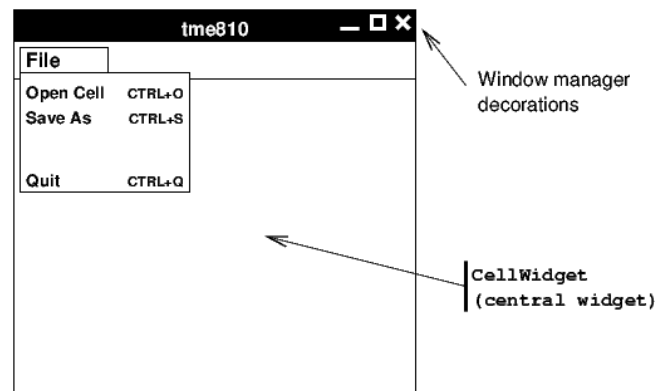 tme810
File
Open Cell CTRL+O
Save As CTRL+S
Quit CTRL+Q
Window manager
decorations
CellWidget
(central widget)